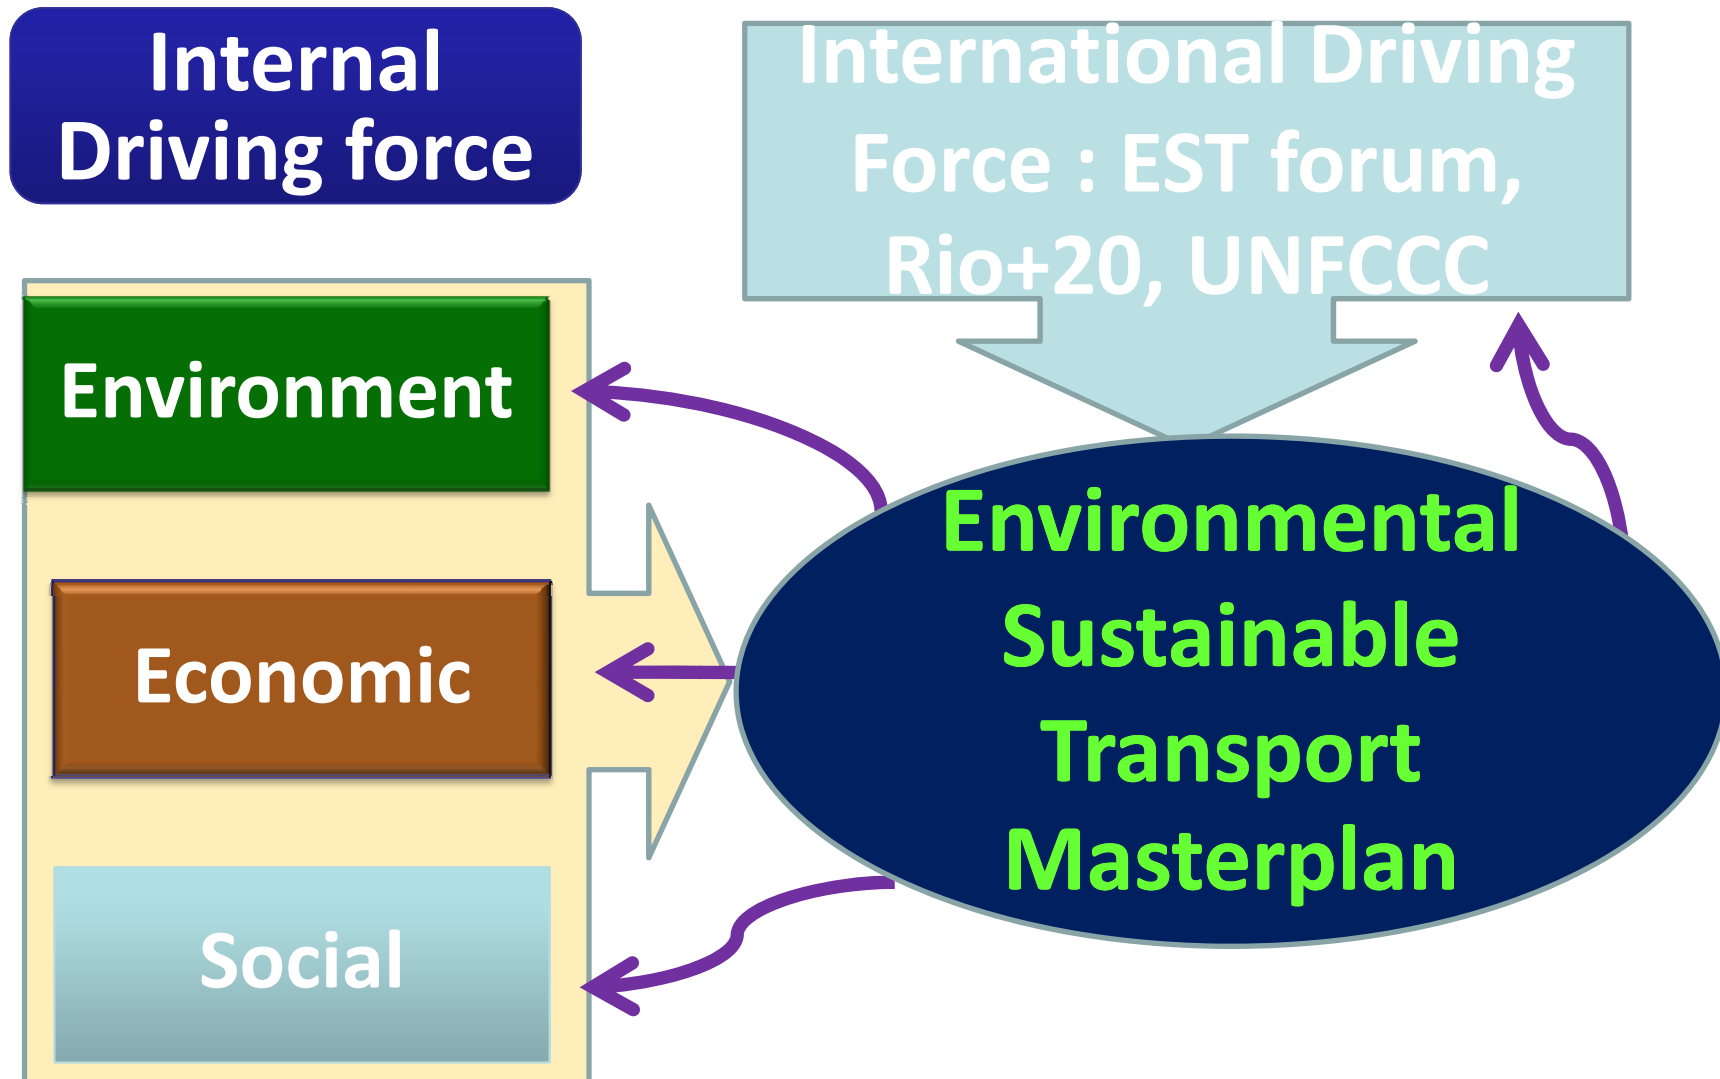 Internal
Driving force
International Driving
Force : EST forum,
Rio+20, UNFCCC
Environment
Economic
Social
Environmental
Sustainable
Transport
Masterplan